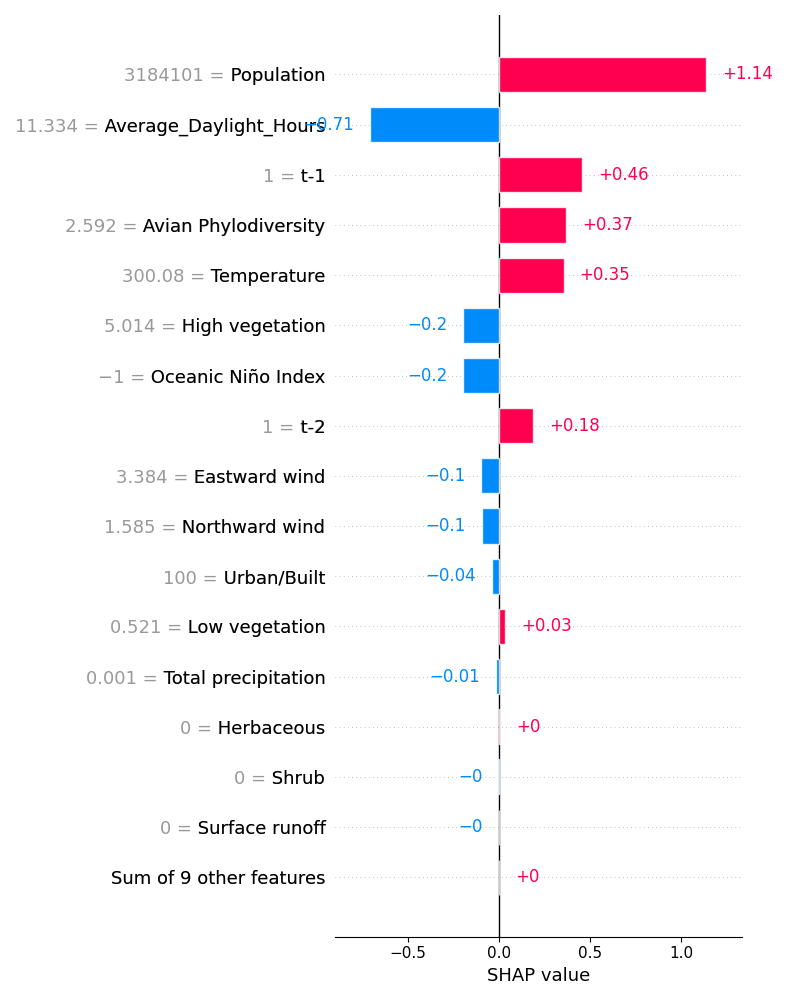 3184101 = Population +1.14
11.334 = Average_Daylight_Hours −0.71
1 = t-1 +0.46
2.592 = Avian Phylodiversity +0.37
300.08 = Temperature +0.35
5.014 = High vegetation −0.2
−1 = Oceanic Niño Index −0.2
1 = t-2 +0.18
3.384 = Eastward wind −0.1
1.585 = Northward wind −0.1
100 = Urban/Built −0.04
0.521 = Low vegetation +0.03
0.001 = Total precipitation −0.01
0 = Herbaceous +0
0 = Shrub −0
0 = Surface runoff −0
Sum of 9 other features +0
−0.5 0.0 0.5 1.0
SHAP value